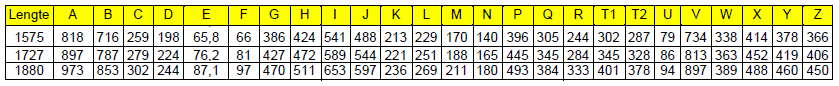 Lengte A B C D E F G H I J K L M N P Q R T1 T2 U V W X Y Z
1575 818 716 259 198 65,8 66 386 424 541 488 213 229 170 140 396 305 244 302 287 79 734 338 414 378 366
1727 897 787 279 224 76,2 81 427 472 589 544 221 251 188 165 445 345 284 345 328 86 813 363 452 419 406
1880 973 853 302 244 87,1 97 470 511 653 597 236 269 211 180 493 384 333 401 378 94 897 389 488 460 450